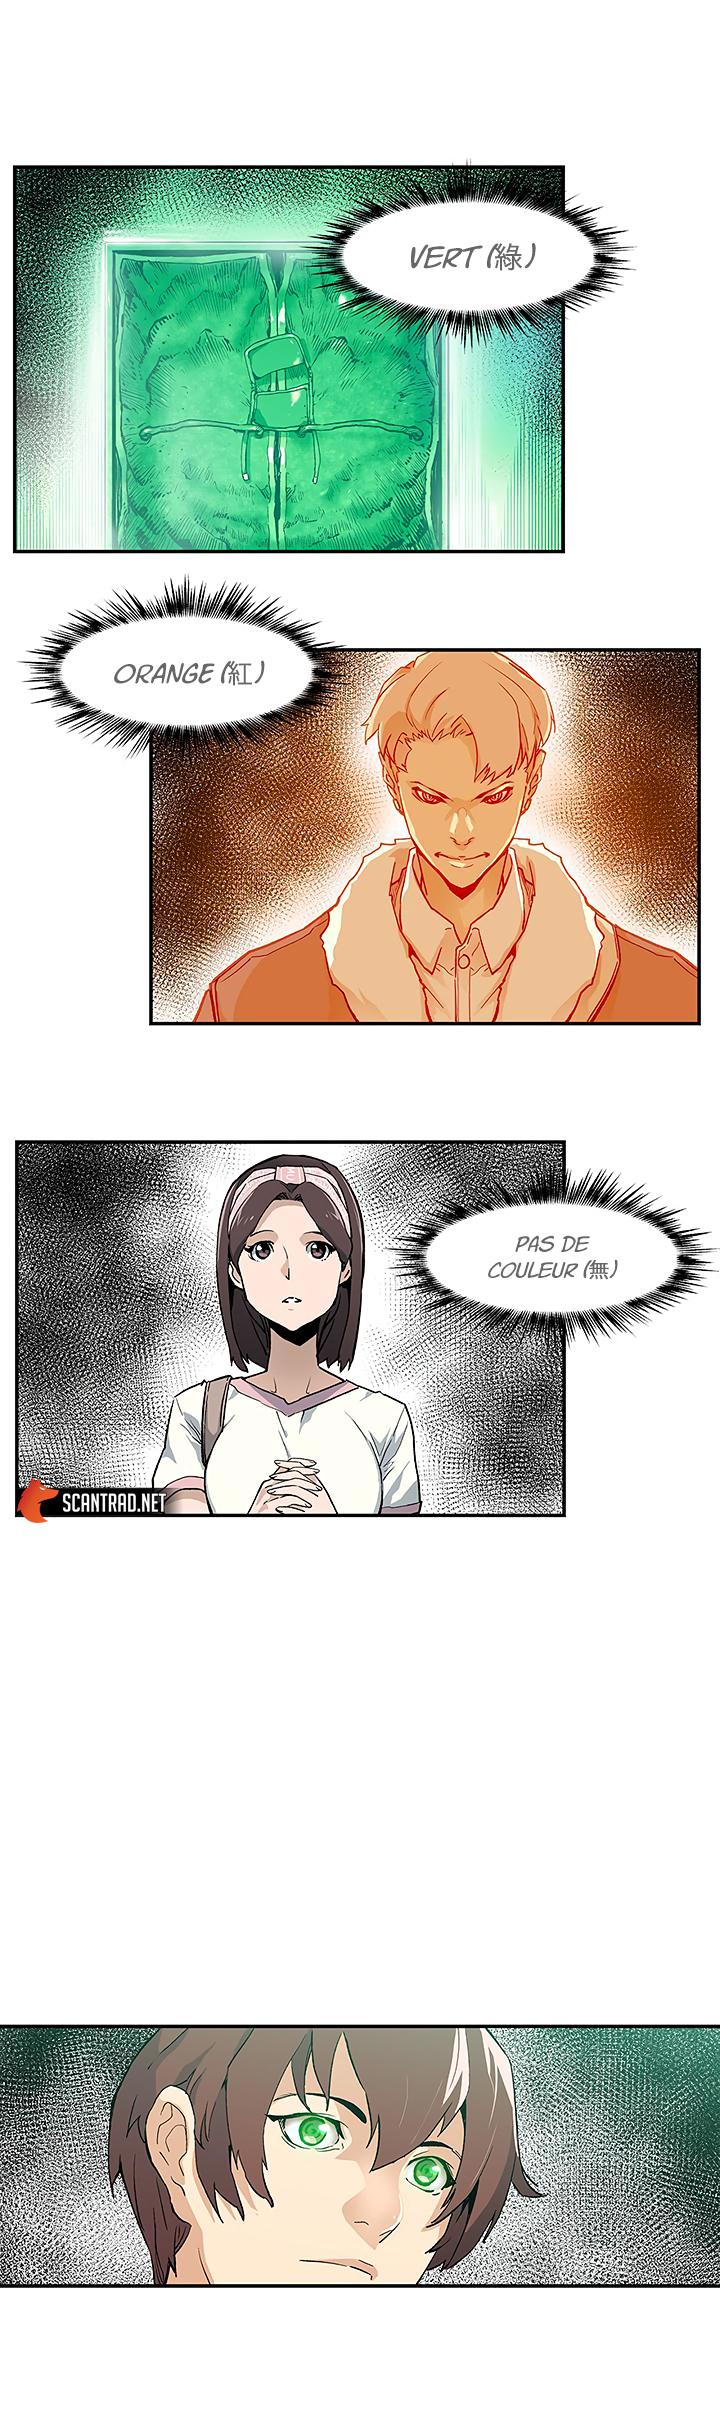 VERT (綠)
ORANGE (紅)
PAS DE
COULEUR (無)
SCANTRAD.NET